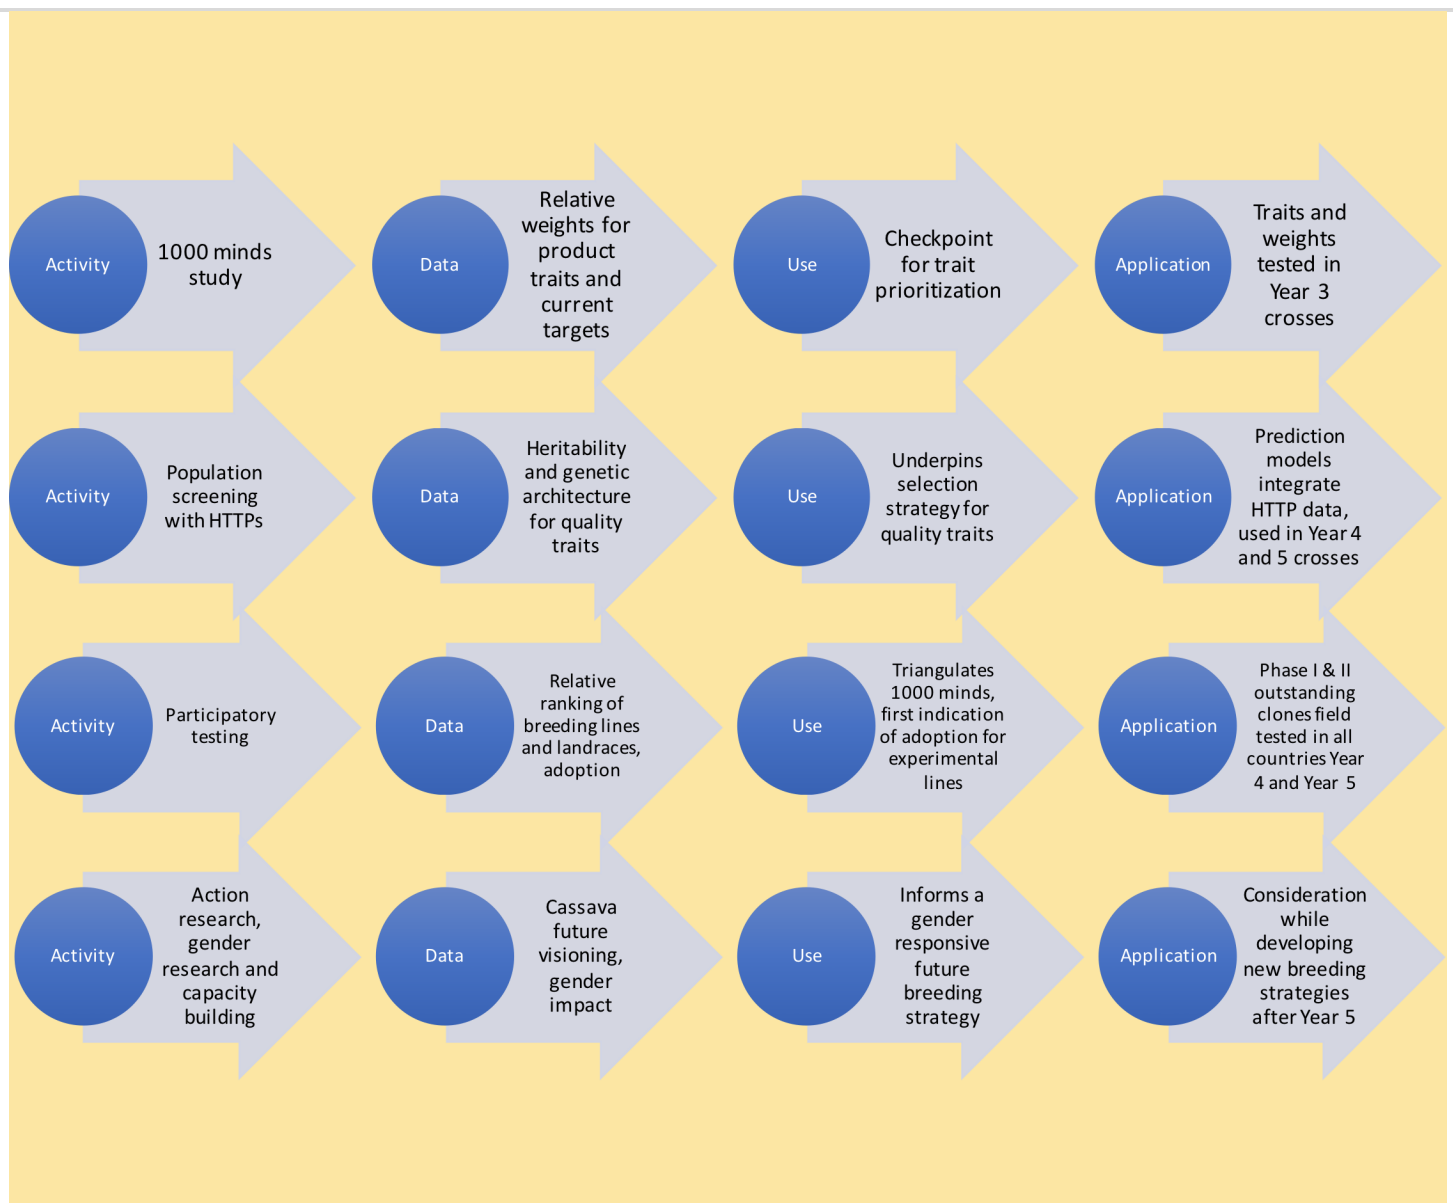 Activity
1000 minds
study
Data
Relative
weights for
product
traits and
current
targets
Use
Checkpoint
for trait
prioritization
Application
Traits and
weights
tested in
Year 3
crosses
Activity
Population
screening
with HTTPs
Data
Heritability
and genetic
architecture
for quality
traits
Use
Underpins
selection
strategy for
quality traits
Application
Prediction
models
integrate
HTTP data,
used in Year 4
and 5 crosses
Activity
Participatory
testing
Data
Relative
ranking of
breeding lines
and landraces,
adoption
Use
Triangulates
1000 minds,
first indication
of adoption for
experimental
lines
Application
Phase I & II
outstanding
clones field
tested in all
countries Year
4 and Year 5
Activity
Action
research,
gender
research and
capacity
building
Data
Cassava
future
visioning,
gender
impact
Use
Informs a
gender
responsive
future
breeding
strategy
Application
Consideration
while
developing
new breeding
strategies
after Year 5